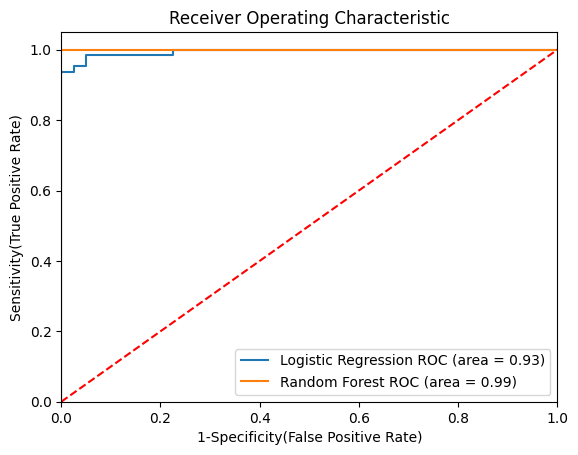 Receiver Operating Characteristic
Sensitivity(True Positive Rate)
1.0
0.8
0.6
0.4
0.2
0.0
0.0 0.2 0.4 0.6 0.8 1.0
1-Specificity(False Positive Rate)
Logistic Regression ROC (area = 0.93)
Random Forest ROC (area = 0.99)